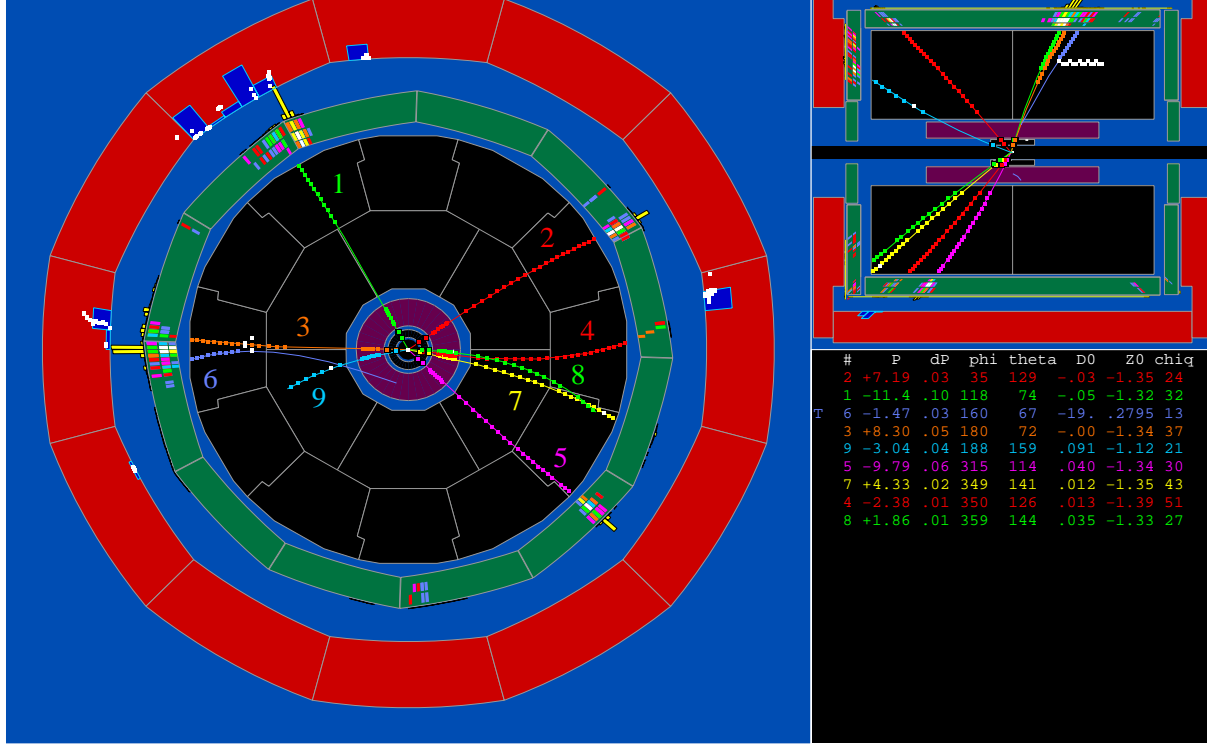 1
2
3
4
6
9
8
7
5
# P dP phi theta D0 Z0 chiq
2 +7.19 .03 35 129 -.03 -1.35 24
1 -11.4 .10 118 74 -.05 -1.32 32
T 6 -1.47 .03 160 67 -19. .2795 13
3 +8.30 .05 180 72 -.00 -1.34 37
9 -3.04 .04 188 159 .091 -1.12 21
5 -9.79 .06 315 114 .040 -1.34 30
7 +4.33 .02 349 141 .012 -1.35 43
4 -2.38 .01 350 126 .013 -1.39 51
8 +1.86 .01 359 144 .035 -1.33 27